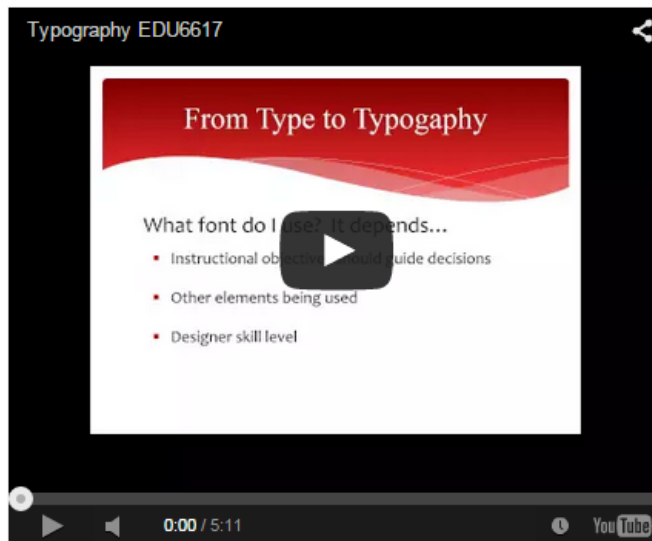 Typography EDU6617
From Type to Typogaphy
What font do I use? It depends...
Instructional objectives should guide decisions
Other elements being used
Designer skill level
0:00 / 5:11
YouTube